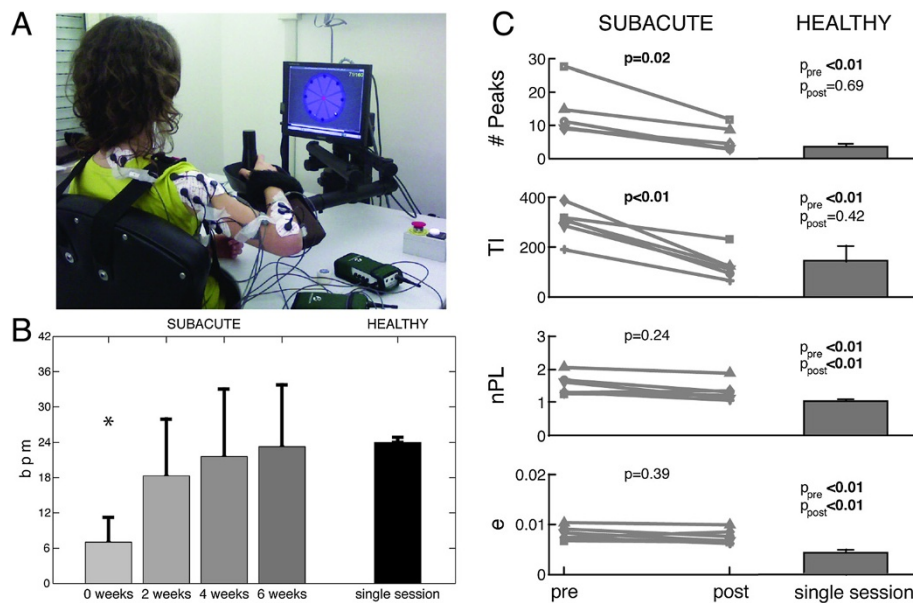 A
B
SUBACUTE HEALTHY
42
36
30
24
18
12
6
0
bpm
*
0 weeks 2 weeks 4 weeks 6 weeks single session
C
SUBACUTE HEALTHY
# Peaks
30
20
10
0
p=0.02
ppre <0.01
ppost=0.69
TI
400
200
0
p<0.01
ppre <0.01
ppost=0.42
nPL
3
2
1
0
p=0.24
ppre <0.01
ppost<0.01
e
0.02
0.01
0
p=0.39
ppre <0.01
ppost<0.01
pre post single session